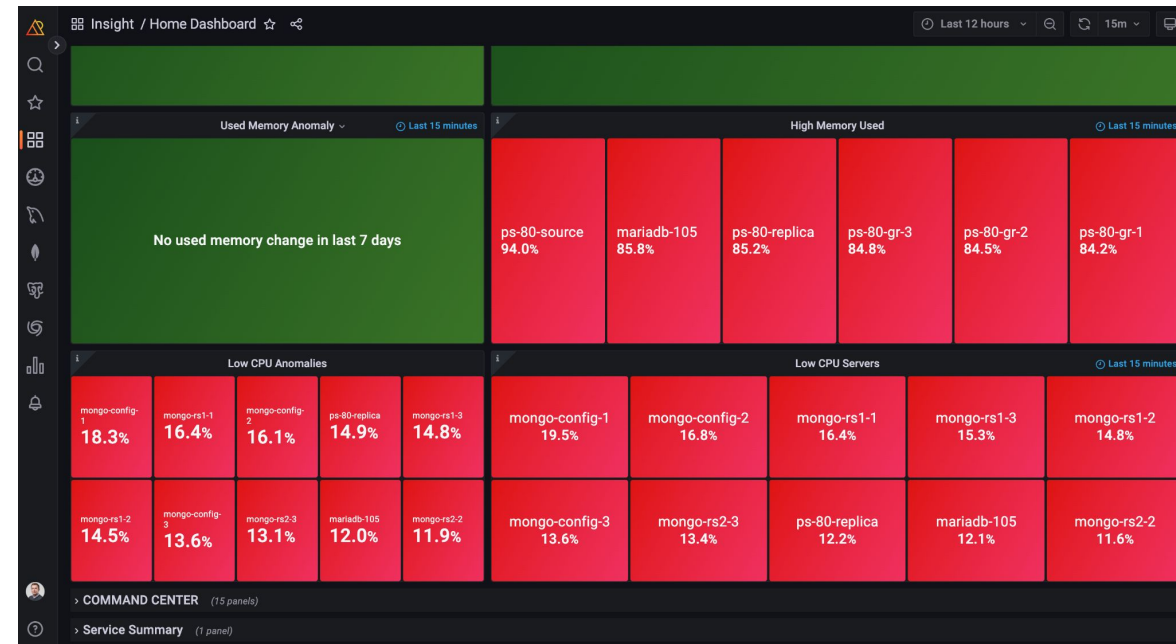 Insight / Home Dashboard
Last 12 hours
15m
i
Used Memory Anomaly
Last 15 minutes
No used memory change in last 7 days
i
High Memory Used
Last 15 minutes
ps-80-source
94.0%
mariadb-105
85.8%
ps-80-replica
85.2%
ps-80-gr-3
84.8%
ps-80-gr-2
84.5%
ps-80-gr-1
84.2%
i
Low CPU Anomalies
mongo-config-
1
18.3%
mongo-rs1-1
16.4%
mongo-config-
2
16.1%
ps-80-replica
14.9%
mongo-rs1-3
14.8%
mongo-rs1-2
14.5%
mongo-config-
3
13.6%
mongo-rs2-3
13.1%
mariadb-105
12.0%
mongo-rs2-2
11.9%
i
Low CPU Servers
Last 15 minutes
mongo-config-1
19.5%
mongo-config-2
16.8%
mongo-rs1-1
16.4%
mongo-rs1-3
15.3%
mongo-rs1-2
14.8%
mongo-config-3
13.6%
mongo-rs2-3
13.4%
ps-80-replica
12.2%
mariadb-105
12.1%
mongo-rs2-2
11.6%
COMMAND CENTER (15 panels)
Service Summary (1 panel)